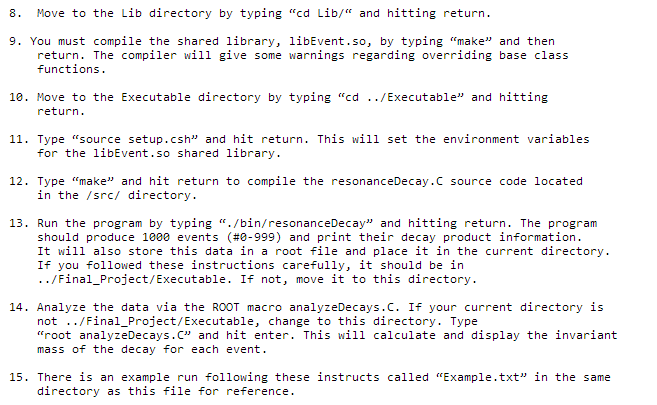 8.  Move to the Lib directory by typing “cd Lib/“ and hitting return.
9. You must compile the shared library, libEvent.so, by typing “make” and then
return. The compiler will give some warnings regarding overriding base class
functions.
10. Move to the Executable directory by typing “cd ../Executable” and hitting
return.
11. Type “source setup.csh” and hit return. This will set the environment variables
for the libEvent.so shared library.
12. Type “make” and hit return to compile the resonanceDecay.C source code located
in the /src/ directory.
13. Run the program by typing “./bin/resonanceDecay” and hitting return. The program
should produce 1000 events (#0-999) and print their decay product information.
It will also store this data in a root file and place it in the current directory.
If you followed these instructions carefully, it should be in
../Final_Project/Executable. If not, move it to this directory.
14. Analyze the data via the ROOT macro analyzeDecays.C. If your current directory is
not ../Final_Project/Executable, change to this directory. Type
“root analyzeDecays.C” and hit enter. This will calculate and display the invariant
mass of the decay for each event.
15. There is an example run following these instructs called “Example.txt” in the same
directory as this file for reference.